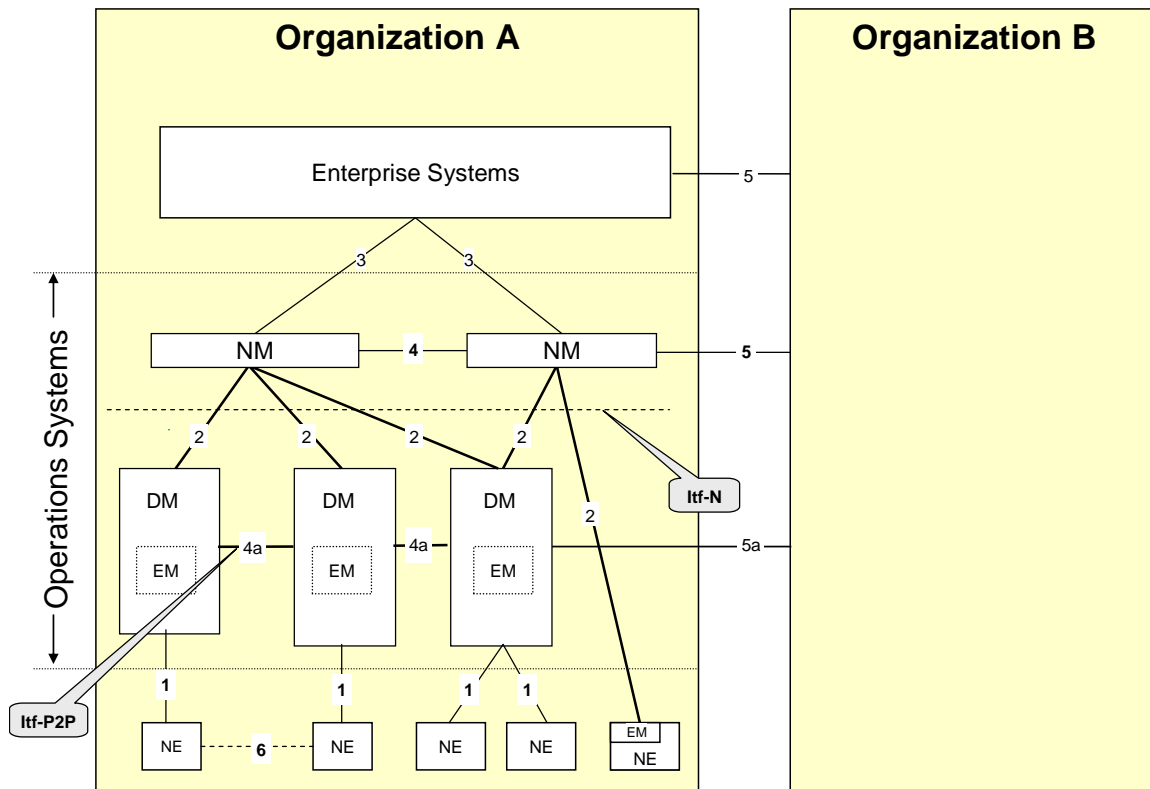 Organization A
Organization B
Enterprise Systems
5
3
3
Operations Systems
NM
4
NM
5
2
2
2
2
Itf-N
DM
DM
DM
2
4a
4a
5a
EM
EM
EM
1
1
1
1
Itf-P2P
NE
6
NE
NE
NE
EM
NE